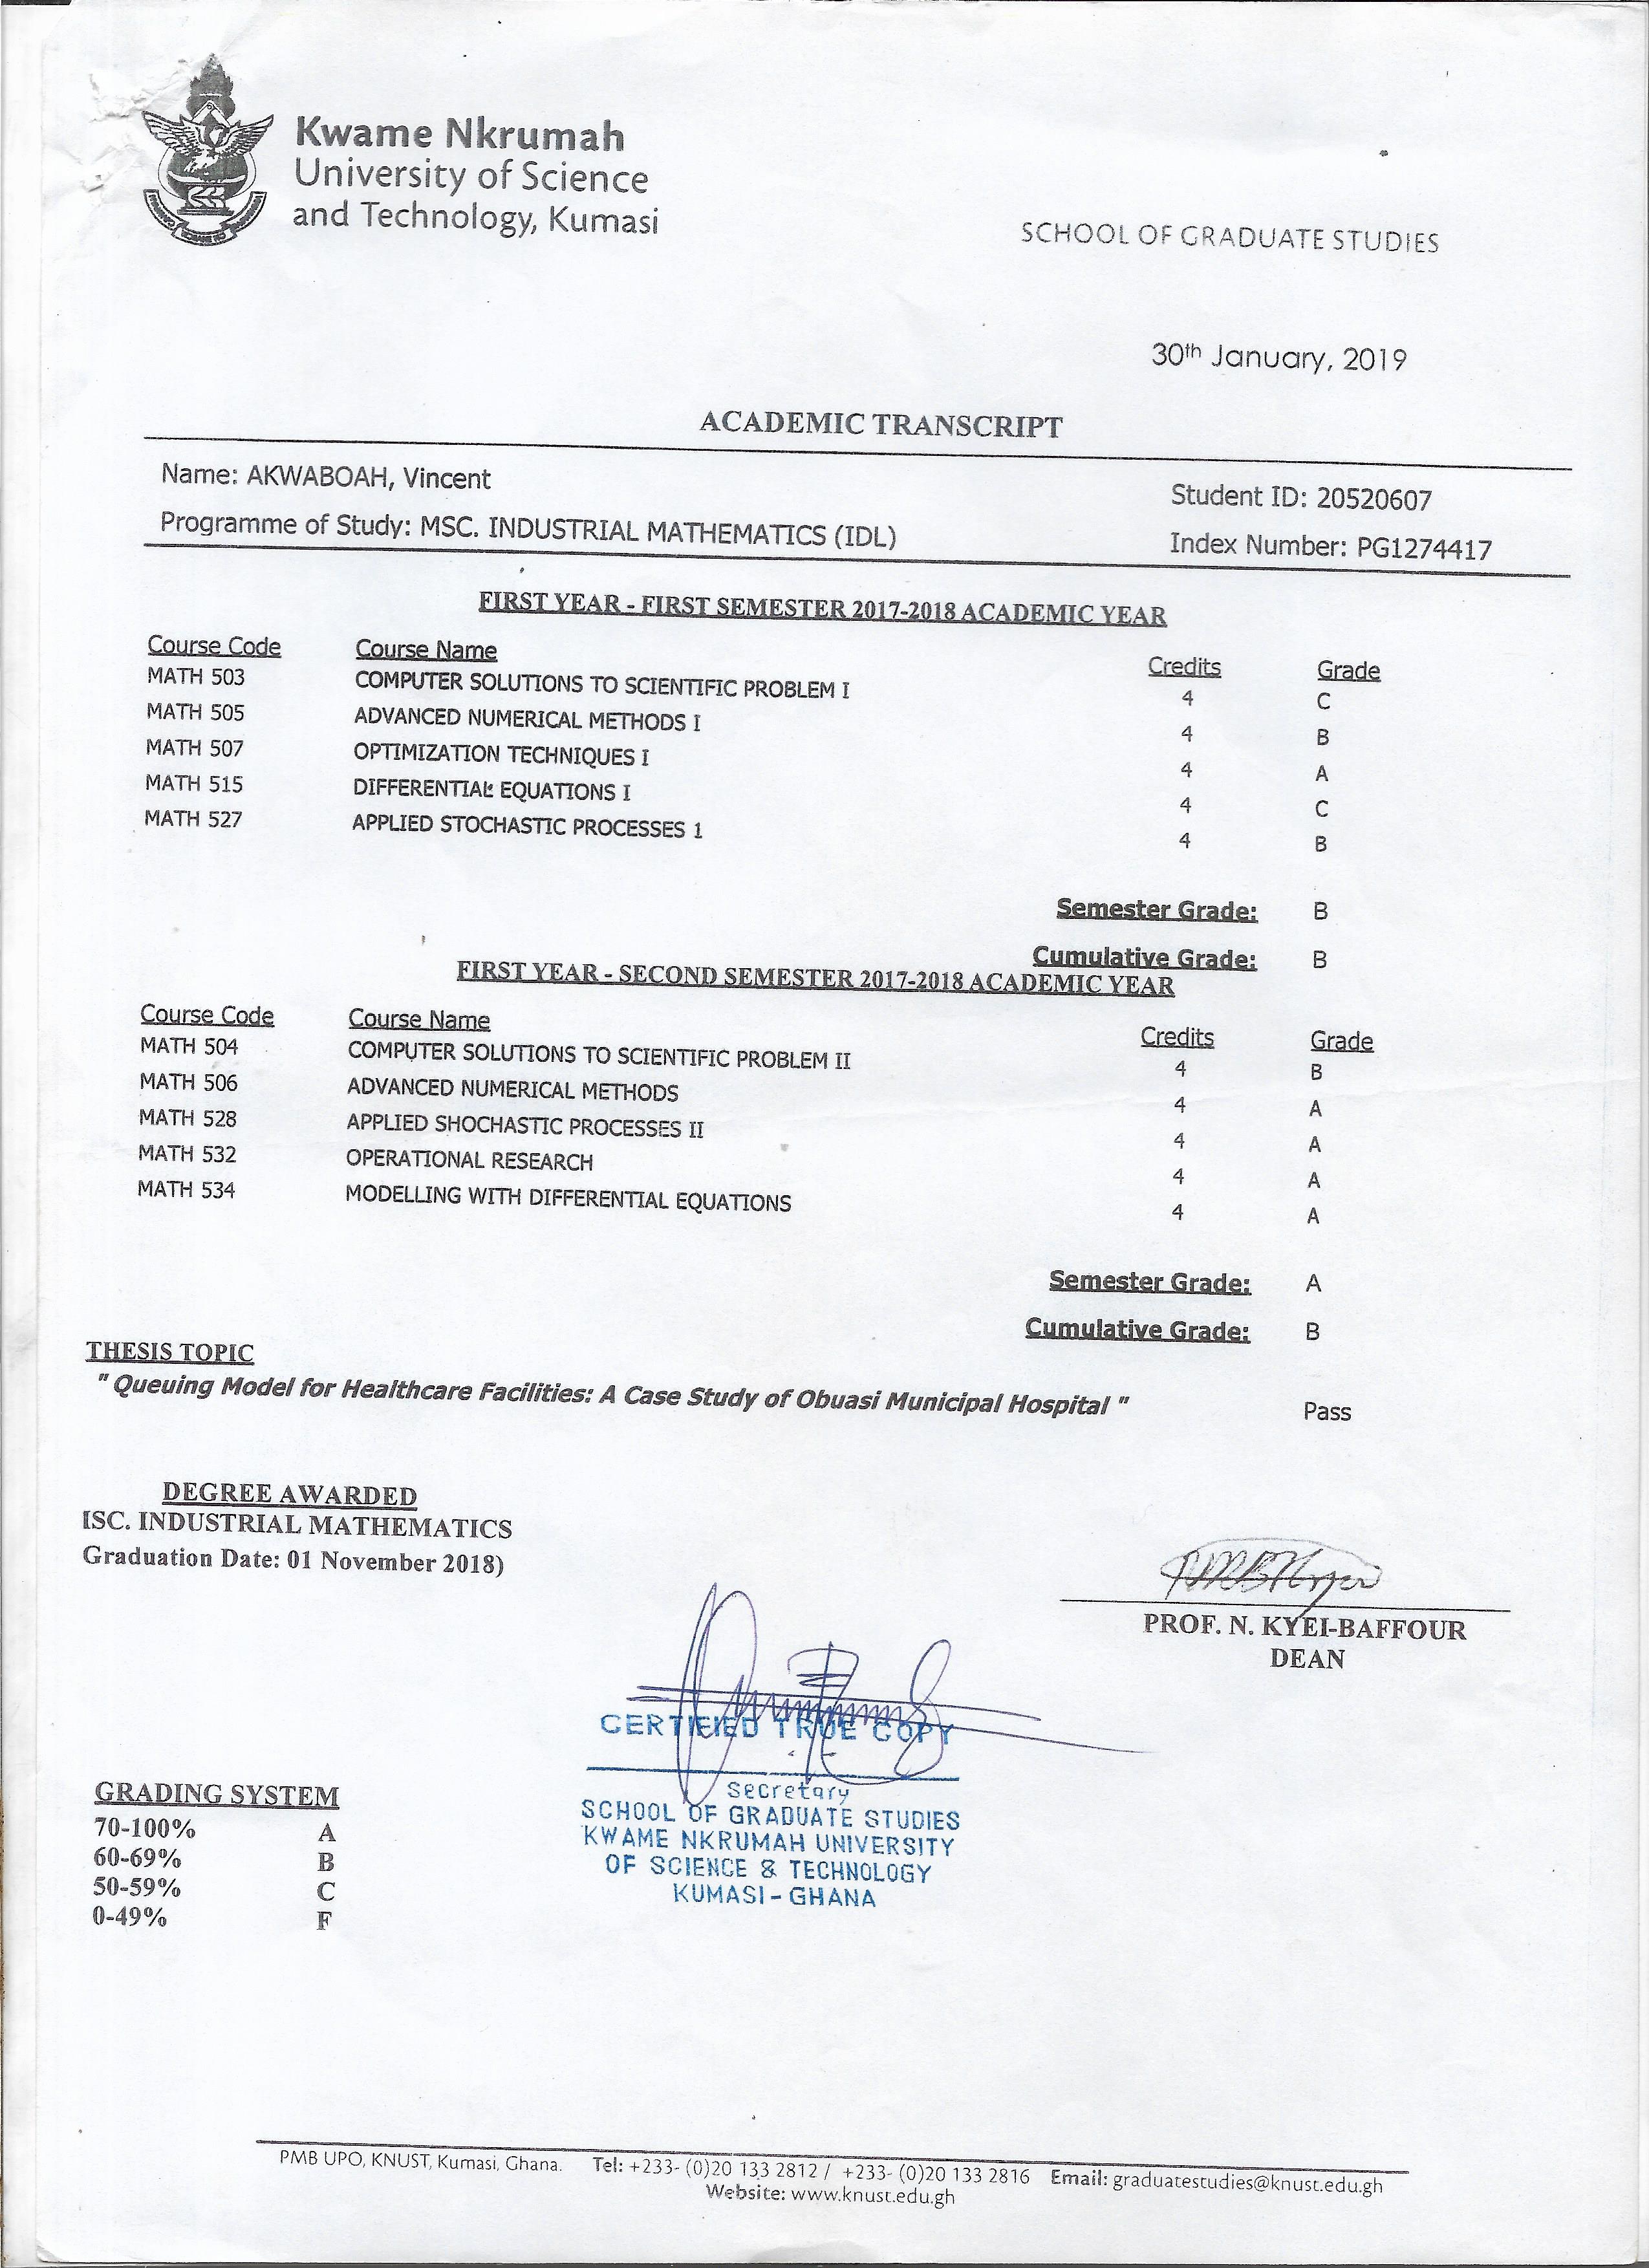 Kwame Nkrumah
University of Science
and Technology, Kumasi
SCHOOL OF GRADUATE STUDIES
30th January, 2019
ACADEMIC TRANSCRIPT
Name: AKWABOAH, Vincent
Student ID: 20520607
Programme of Study: MSC. INDUSTRIAL MATHEMATICS (IDL)
Index Number: PG1274417
FIRST YEAR - FIRST SEMESTER 2017-2018 ACADEMIC YEAR
Course Code Course Name Credits Grade
MATH 503 COMPUTER SOLUTIONS TO SCIENTIFIC PROBLEM I 4 C
MATH 505 ADVANCED NUMERICAL METHODS I 4 B
MATH 507 OPTIMIZATION TECHNIQUES I 4 A
MATH 515 DIFFERENTIAL EQUATIONS I 4 C
MATH 527 APPLIED STOCHASTIC PROCESSES 1 4 B
Semester Grade: B
Cumulative Grade: B
FIRST YEAR - SECOND SEMESTER 2017-2018 ACADEMIC YEAR
Course Code Course Name Credits Grade
MATH 504 COMPUTER SOLUTIONS TO SCIENTIFIC PROBLEM II 4 B
MATH 506 ADVANCED NUMERICAL METHODS 4 A
MATH 528 APPLIED SHOCHASTIC PROCESSES II 4 A
MATH 532 OPERATIONAL RESEARCH 4 A
MATH 534 MODELLING WITH DIFFERENTIAL EQUATIONS 4 A
Semester Grade: A
Cumulative Grade: B
THESIS TOPIC
" Queuing Model for Healthcare Facilities: A Case Study of Obuasi Municipal Hospital " Pass
DEGREE AWARDED
ISC. INDUSTRIAL MATHEMATICS
Graduation Date: 01 November 2018)
PROF. N. KYEI-BAFFOUR
DEAN
CERTIFIED TRUE COPY
Secretary
SCHOOL OF GRADUATE STUDIES
KWAME NKRUMAH UNIVERSITY
OF SCIENCE & TECHNOLOGY
KUMASI - GHANA
GRADING SYSTEM
70-100% A
60-69% B
50-59% C
0-49% F
PMB UPO, KNUST, Kumasi, Ghana. Tel: +233- (0)20 133 2812 / +233- (0)20 133 2816 Email: graduatestudies@knust.edu.gh
Website: www.knust.edu.gh